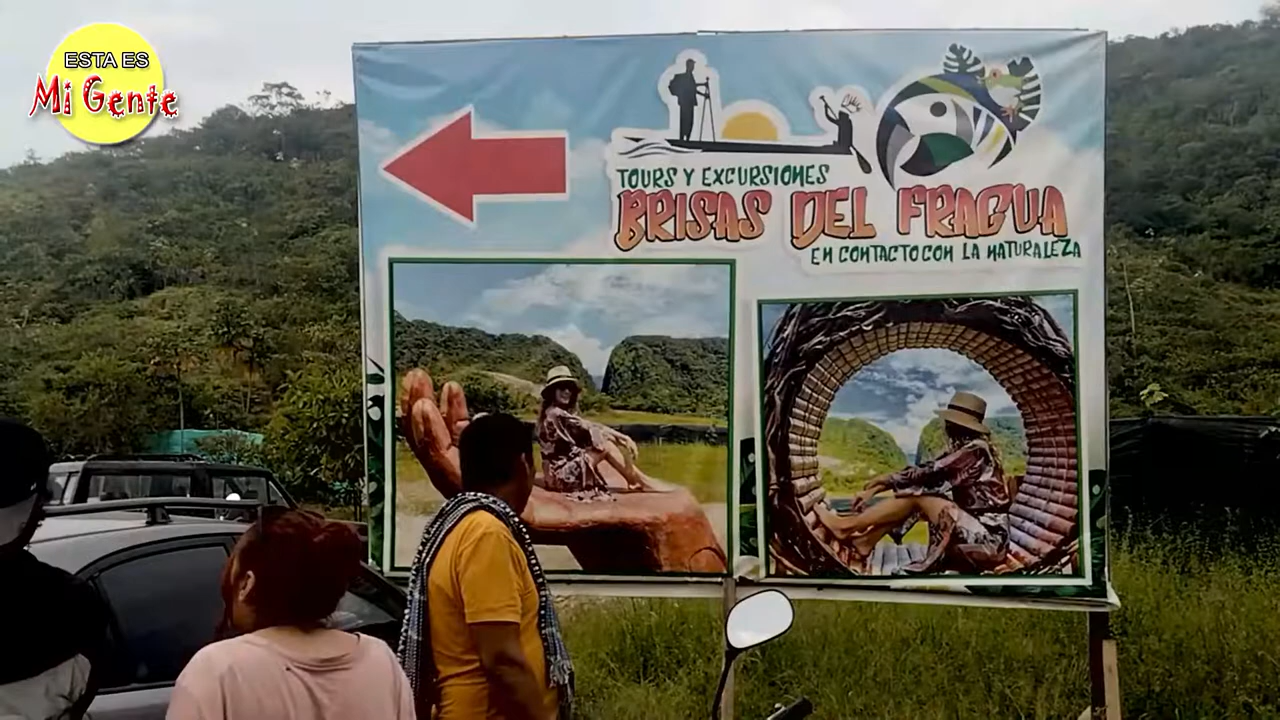 ESTA ES
Mi Gente
TOURS Y EXCURSIONES
BRISAS DEL FRAGUA
EN CONTACTO CON LA NATURALEZA